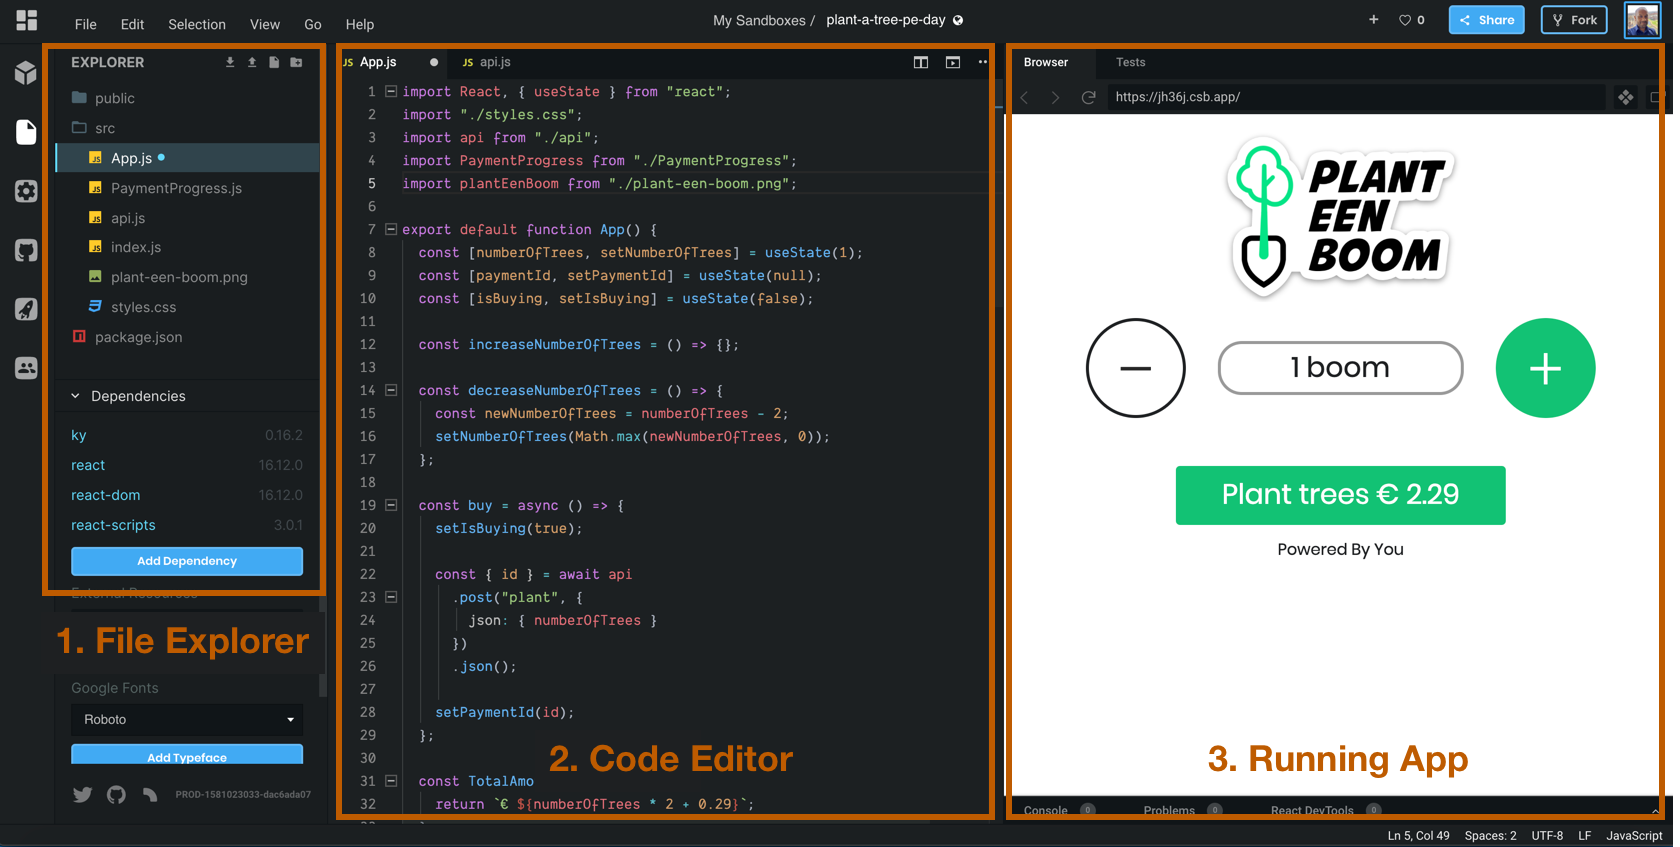 File Edit Selection View Go Help
My Sandboxes / plant-a-tree-pe-day
+ 0 Share Fork
EXPLORER
public
src
JS App.js
JS PaymentProgress.js
JS api.js
JS index.js
plant-een-boom.png
styles.css
package.json
Dependencies
ky 0.16.2
react 16.12.0
react-dom 16.12.0
react-scripts 3.0.1
Add Dependency
External Resources
1. File Explorer
Google Fonts
Roboto
Add Typeface
PROD-1581023033-dac6ada07
JS App.js JS api.js
1 import React, { useState } from "react";
2 import "./styles.css";
3 import api from "./api";
4 import PaymentProgress from "./PaymentProgress";
5 import plantEenBoom from "./plant-een-boom.png";
6
7 export default function App() {
8 const [numberOfTrees, setNumberOfTrees] = useState(1);
9 const [paymentId, setPaymentId] = useState(null);
10 const [isBuying, setIsBuying] = useState(false);
11
12 const increaseNumberOfTrees = () => {};
13
14 const decreaseNumberOfTrees = () => {
15 const newNumberOfTrees = numberOfTrees - 2;
16 setNumberOfTrees(Math.max(newNumberOfTrees, 0));
17 };
18
19 const buy = async () => {
20 setIsBuying(true);
21
22 const { id } = await api
23 .post("plant", {
24 json: { numberOfTrees }
25 })
26 .json();
27
28 setPaymentId(id);
29 };
30
31 const TotalAmo
32 return `€ ${numberOfTrees * 2 + 0.29}`;
2. Code Editor
Browser Tests
https://jh36j.csb.app/
PLANT
EEN
BOOM
1 boom
Plant trees € 2.29
Powered By You
3. Running App
Console 0 Problems 0 React DevTools 0
Ln 5, Col 49 Spaces: 2 UTF-8 LF JavaScript